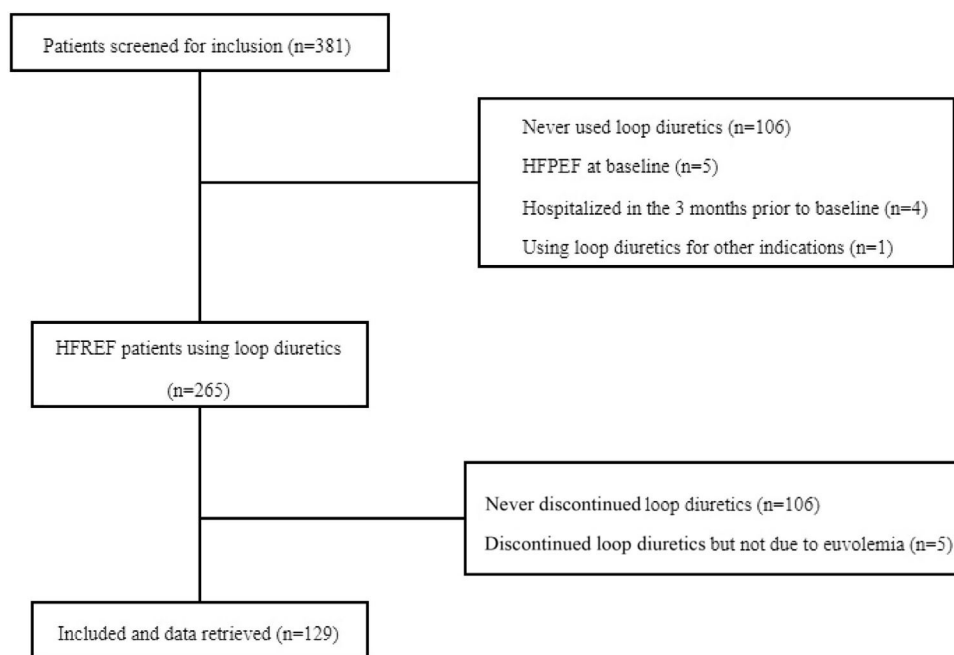 Patients screened for inclusion (n=381)
Never used loop diuretics (n=106)
HFPEF at baseline (n=5)
Hospitalized in the 3 months prior to baseline (n=4)
Using loop diuretics for other indications (n=1)
HFREF patients using loop diuretics
(n=265)
Never discontinued loop diuretics (n=106)
Discontinued loop diuretics but not due to euvolemia (n=5)
Included and data retrieved (n=129)